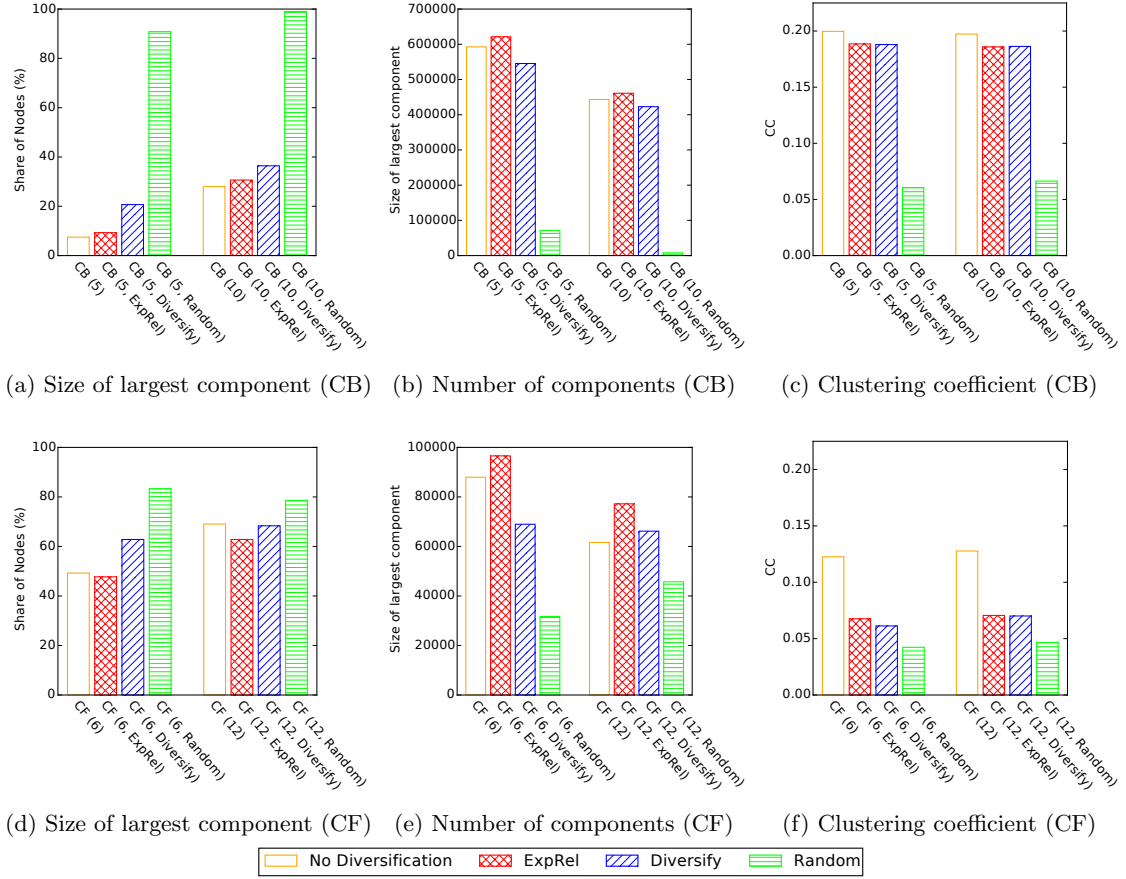 100
80
60
40
20
0
Share of Nodes (%)
CB (5)
CB (5, ExpRel)
CB (5, Diversify)
CB (5, Random)
CB (10)
CB (10, ExpRel)
CB (10, Diversify)
CB (10, Random)
(a) Size of largest component (CB)
700000
600000
500000
400000
300000
200000
100000
0
Size of largest component
CB (5)
CB (5, ExpRel)
CB (5, Diversify)
CB (5, Random)
CB (10)
CB (10, ExpRel)
CB (10, Diversify)
CB (10, Random)
(b) Number of components (CB)
0.20
0.15
0.10
0.05
0.00
CC
CB (5)
CB (5, ExpRel)
CB (5, Diversify)
CB (5, Random)
CB (10)
CB (10, ExpRel)
CB (10, Diversify)
CB (10, Random)
(c) Clustering coefficient (CB)
100
80
60
40
20
0
Share of Nodes (%)
CF (6)
CF (6, ExpRel)
CF (6, Diversify)
CF (6, Random)
CF (12)
CF (12, ExpRel)
CF (12, Diversify)
CF (12, Random)
(d) Size of largest component (CF)
100000
80000
60000
40000
20000
0
Size of largest component
CF (6)
CF (6, ExpRel)
CF (6, Diversify)
CF (6, Random)
CF (12)
CF (12, ExpRel)
CF (12, Diversify)
CF (12, Random)
(e) Number of components (CF)
0.20
0.15
0.10
0.05
0.00
CC
CF (6)
CF (6, ExpRel)
CF (6, Diversify)
CF (6, Random)
CF (12)
CF (12, ExpRel)
CF (12, Diversify)
CF (12, Random)
(f) Clustering coefficient (CF)
No Diversification ExpRel Diversify Random